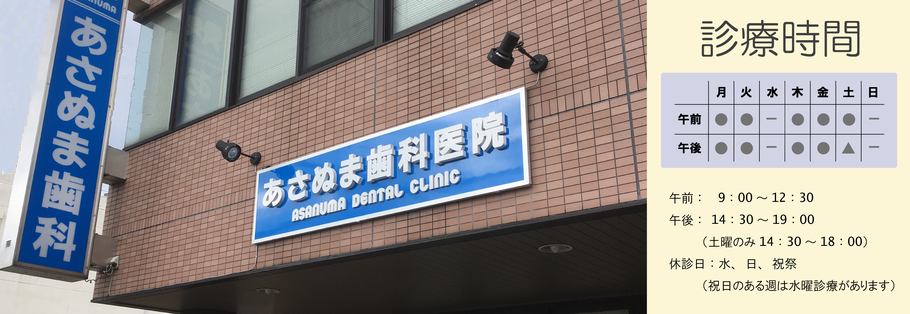 ASANUMA
あさぬま歯科
あさぬま歯科医院
ASANUMA DENTAL CLINIC
診療時間
月 火 水 木 金 土 日
午前 ● ● － ● ● ● －
午後 ● ● － ● ● ▲ －
午前： 9：00 ～ 12：30
午後： 14：30 ～ 19：00
（土曜のみ 14：30 ～ 18：00）
休診日：水、 日、 祝祭
（祝日のある週は水曜診療があります）